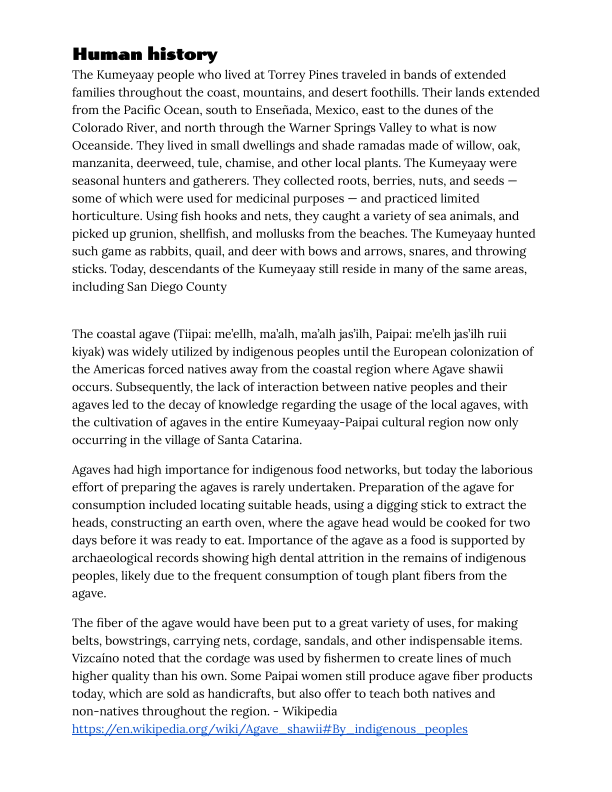 Human history
The Kumeyaay people who lived at Torrey Pines traveled in bands of extended
families throughout the coast, mountains, and desert foothills. Their lands extended
from the Pacific Ocean, south to Enseñada, Mexico, east to the dunes of the
Colorado River, and north through the Warner Springs Valley to what is now
Oceanside. They lived in small dwellings and shade ramadas made of willow, oak,
manzanita, deerweed, tule, chamise, and other local plants. The Kumeyaay were
seasonal hunters and gatherers. They collected roots, berries, nuts, and seeds —
some of which were used for medicinal purposes — and practiced limited
horticulture. Using fish hooks and nets, they caught a variety of sea animals, and
picked up grunion, shellfish, and mollusks from the beaches. The Kumeyaay hunted
such game as rabbits, quail, and deer with bows and arrows, snares, and throwing
sticks. Today, descendants of the Kumeyaay still reside in many of the same areas,
including San Diego County
The coastal agave (Tiipai: me’ellh, ma’alh, ma’alh jas’ilh, Paipai: me’elh jas’ilh ruii
kiyak) was widely utilized by indigenous peoples until the European colonization of
the Americas forced natives away from the coastal region where Agave shawii
occurs. Subsequently, the lack of interaction between native peoples and their
agaves led to the decay of knowledge regarding the usage of the local agaves, with
the cultivation of agaves in the entire Kumeyaay-Paipai cultural region now only
occurring in the village of Santa Catarina.
Agaves had high importance for indigenous food networks, but today the laborious
effort of preparing the agaves is rarely undertaken. Preparation of the agave for
consumption included locating suitable heads, using a digging stick to extract the
heads, constructing an earth oven, where the agave head would be cooked for two
days before it was ready to eat. Importance of the agave as a food is supported by
archaeological records showing high dental attrition in the remains of indigenous
peoples, likely due to the frequent consumption of tough plant fibers from the
agave.
The fiber of the agave would have been put to a great variety of uses, for making
belts, bowstrings, carrying nets, cordage, sandals, and other indispensable items.
Vizcaíno noted that the cordage was used by fishermen to create lines of much
higher quality than his own. Some Paipai women still produce agave fiber products
today, which are sold as handicrafts, but also offer to teach both natives and
non-natives throughout the region. - Wikipedia
https://en.wikipedia.org/wiki/Agave_shawii#By_indigenous_peoples